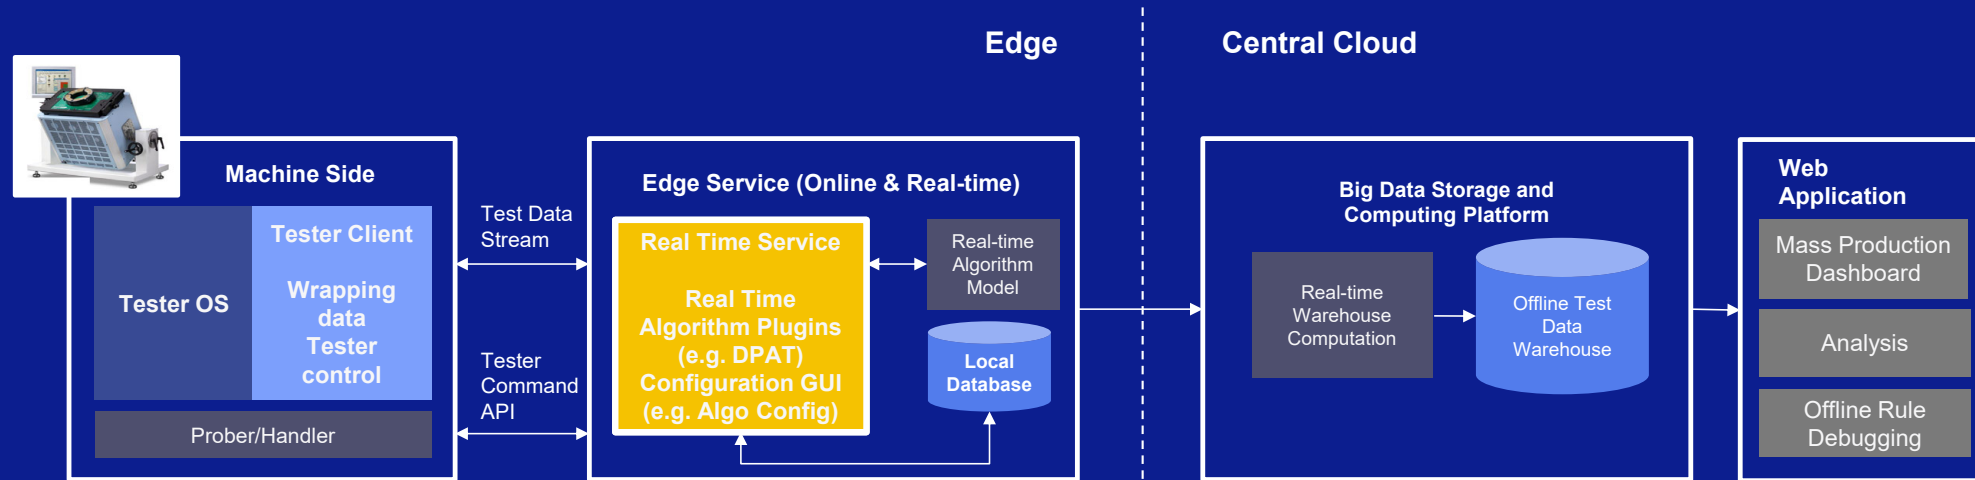 Edge
Central Cloud
Machine Side
Tester OS
Tester Client
Wrapping
data
Tester
control
Prober/Handler
Test Data
Stream
Tester
Command
API
Edge Service (Online & Real-time)
Real Time Service
Real Time
Algorithm Plugins
(e.g. DPAT)
Configuration GUI
(e.g. Algo Config)
Real-time
Algorithm
Model
Local
Database
Big Data Storage and
Computing Platform
Real-time
Warehouse
Computation
Offline Test
Data
Warehouse
Web
Application
Mass Production
Dashboard
Analysis
Offline Rule
Debugging